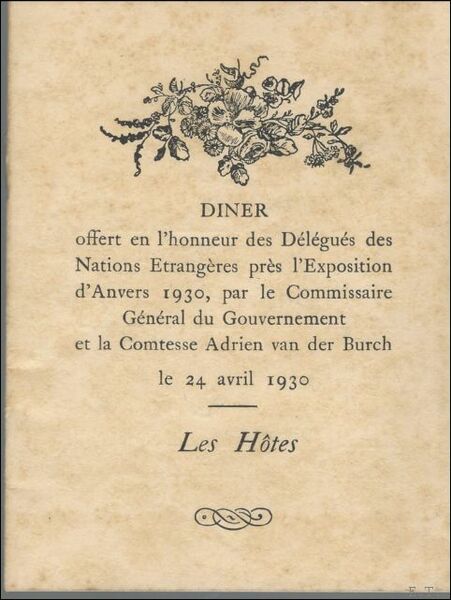 DINER
offert en l'honneur des Délégués des
Nations Etrangères près l'Exposition
d'Anvers 1930, par le Commissaire
Général du Gouvernement
et la Comtesse Adrien van der Burch
le 24 avril 1930
Les Hôtes